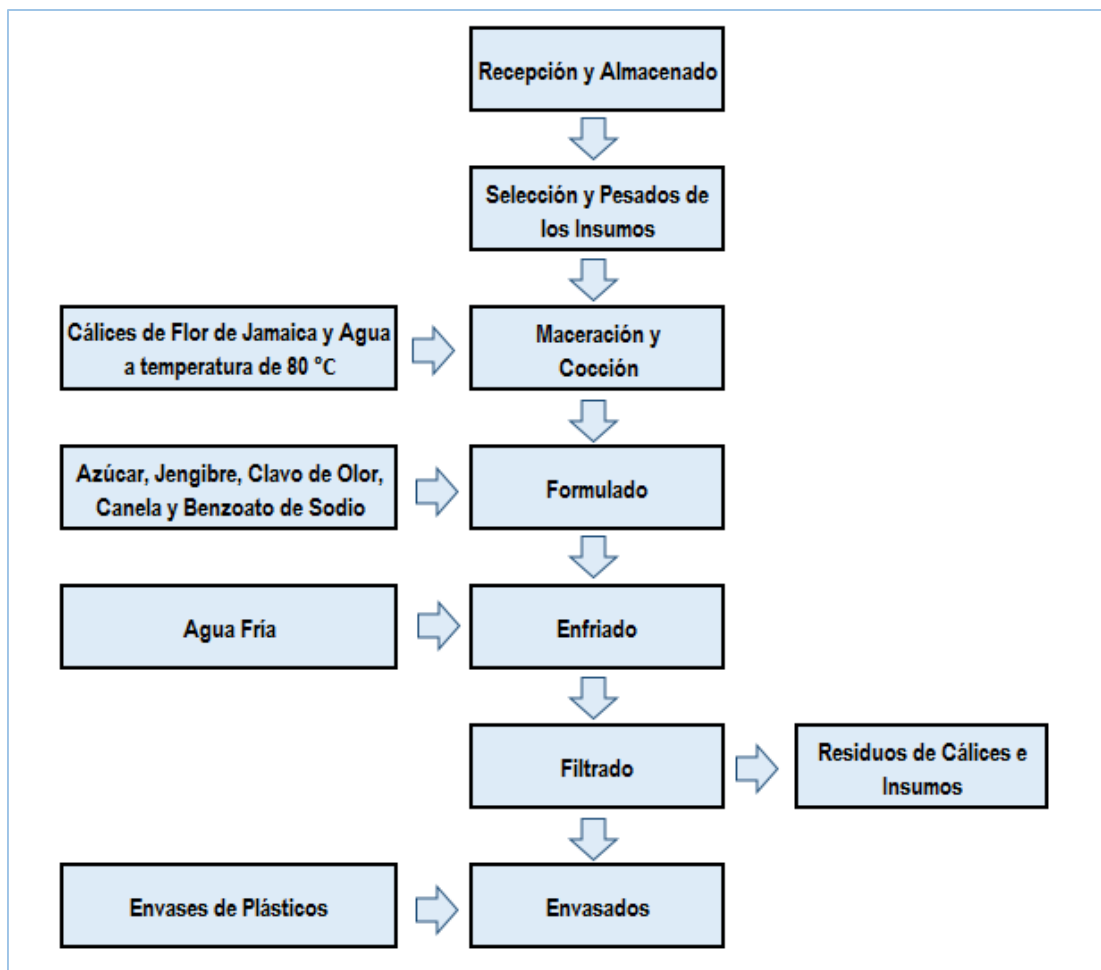 Recepción y Almacenado
Selección y Pesados de
los Insumos
Cálices de Flor de Jamaica y Agua
a temperatura de 80 °C
Maceración y
Cocción
Azúcar, Jengibre, Clavo de Olor,
Canela y Benzoato de Sodio
Formulado
Agua Fría
Enfriado
Filtrado
Residuos de Cálices e
Insumos
Envases de Plásticos
Envasados